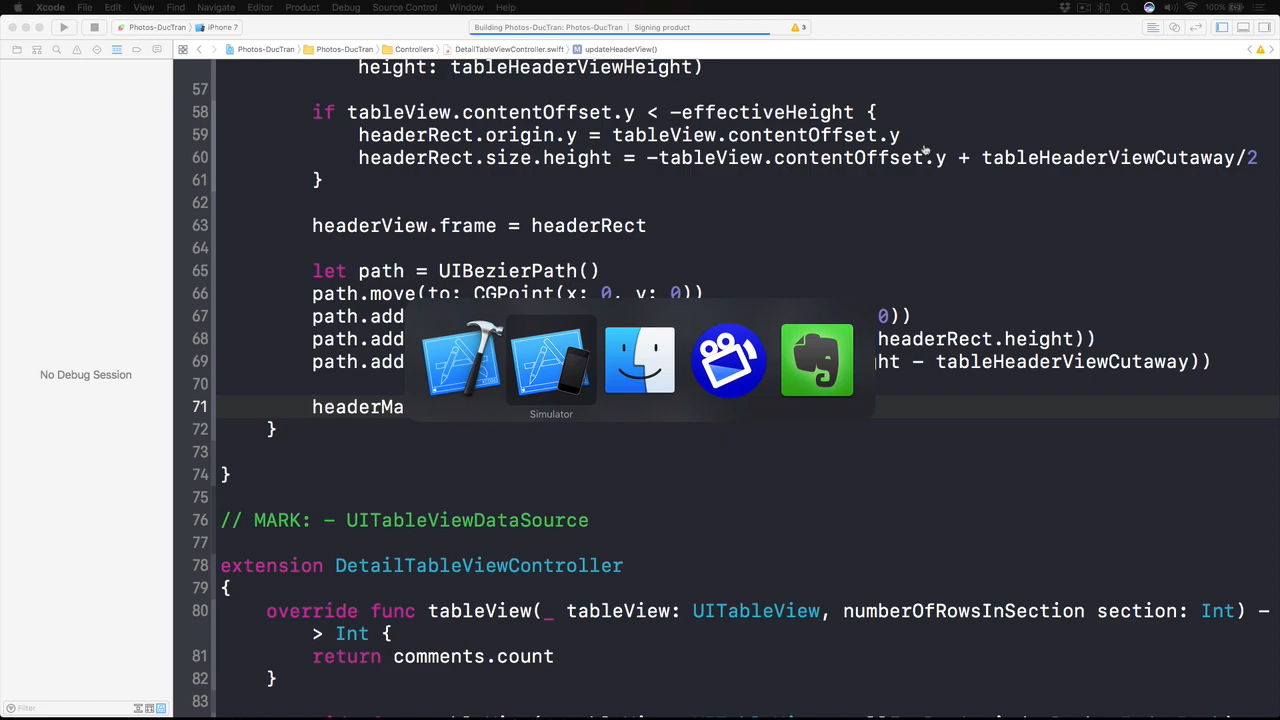 Xcode File Edit View Find Navigate Editor Product Debug Source Control Window Help 100%
Photos-DucTran iPhone 7 Building Photos-DucTran: Photos-DucTran Signing product 3
Photos-DucTran Photos-DucTran Controllers DetailTableViewController.swift M updateHeaderView()
height: tableHeaderViewHeight)
57
58 if tableView.contentOffset.y < -effectiveHeight {
59 headerRect.origin.y = tableView.contentOffset.y
60 headerRect.size.height = -tableView.contentOffset.y + tableHeaderViewCutaway/2
61 }
62
63 headerView.frame = headerRect
64
65 let path = UIBezierPath()
66 path.move(to: CGPoint(x: 0, y: 0))
67 path.add 0))
68 path.add headerRect.height))
69 path.add ght - tableHeaderViewCutaway))
70
71 headerMa
Simulator
72 }
73
74 }
75
76 // MARK: - UITableViewDataSource
77
78 extension DetailTableViewController
79 {
80 override func tableView(_ tableView: UITableView, numberOfRowsInSection section: Int) -
> Int {
81 return comments.count
82 }
83
No Debug Session
Filter